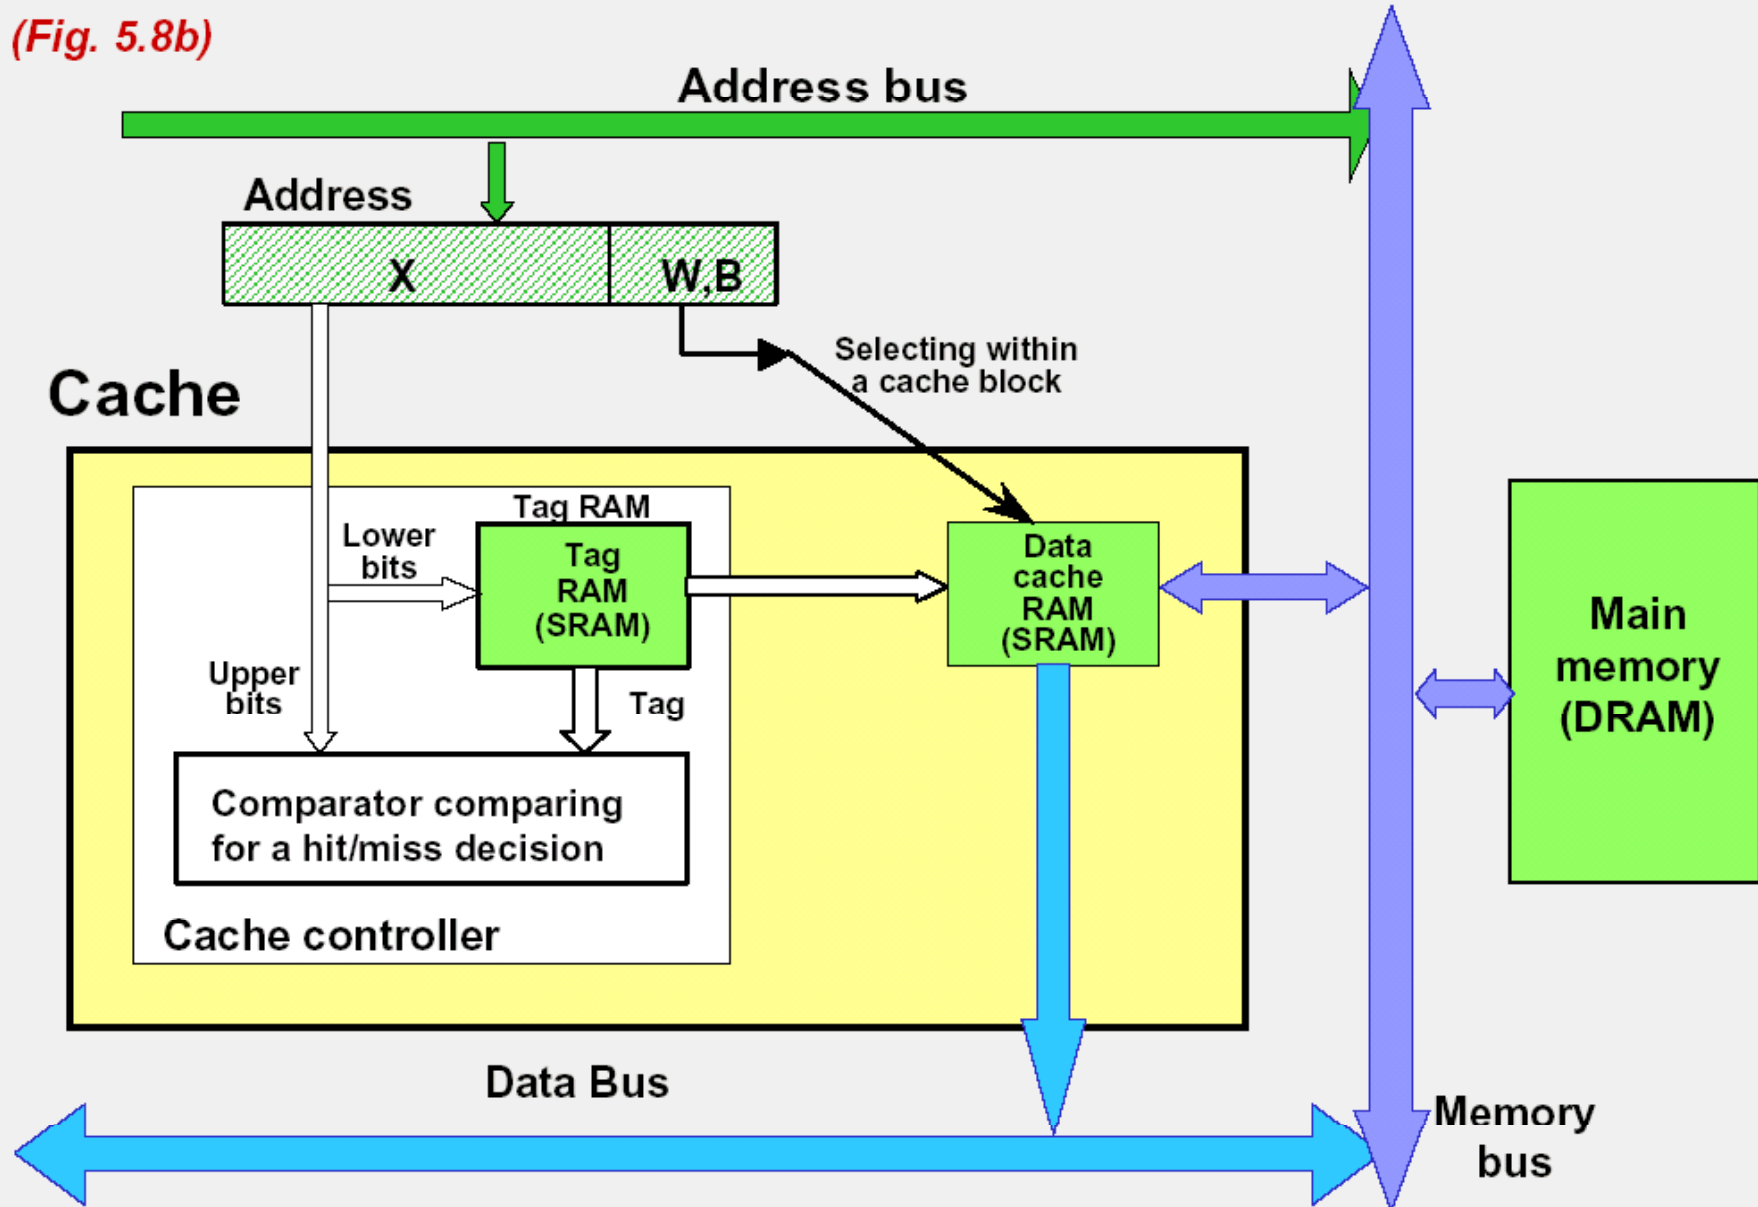 (Fig. 5.8b)
Address bus
Address
X
W,B
Selecting within
a cache block
Cache
Tag RAM
Lower
bits
Tag
RAM
(SRAM)
Data
cache
RAM
(SRAM)
Main
memory
(DRAM)
Upper
bits
Tag
Comparator comparing
for a hit/miss decision
Cache controller
Data Bus
Memory
bus